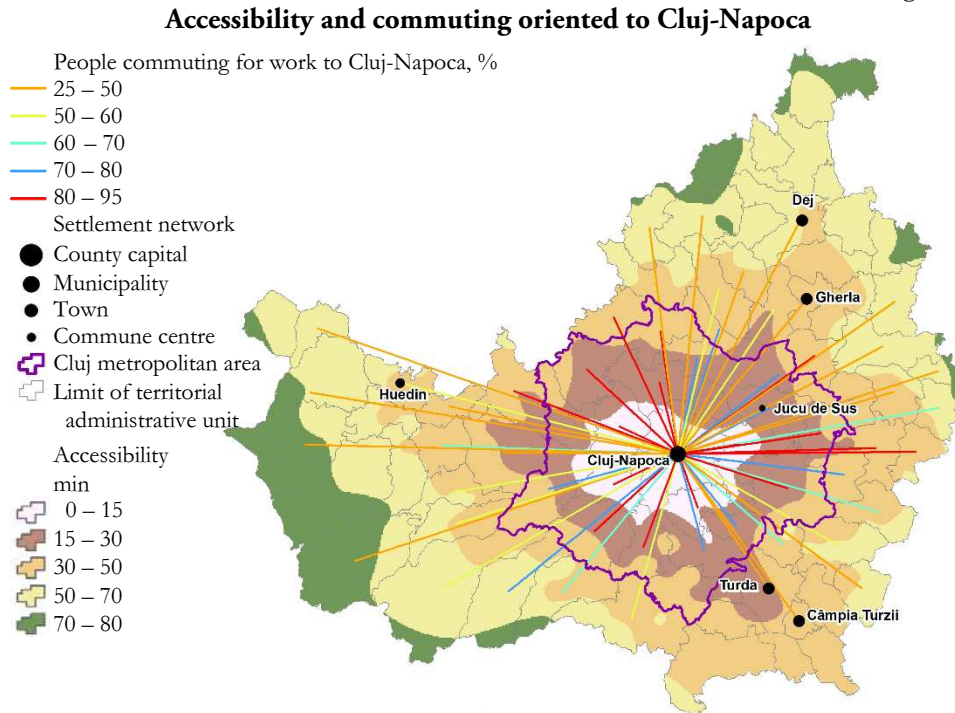 Accessibility and commuting oriented to Cluj-Napoca
People commuting for work to Cluj-Napoca, %
25 – 50
50 – 60
60 – 70
70 – 80
80 – 95
Settlement network
County capital
Municipality
Town
Commune centre
Cluj metropolitan area
Limit of territorial
administrative unit
Accessibility
min
0 – 15
15 – 30
30 – 50
50 – 70
70 – 80
Dej
Gherla
Huedin
Jucu de Sus
Cluj-Napoca
Turda
Câmpia Turzii